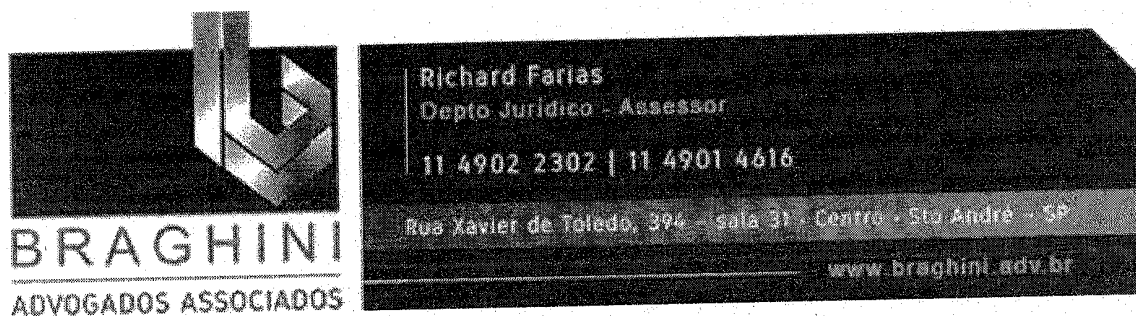 BRAGHINI
ADVOGADOS ASSOCIADOS
Richard Farias
Depto Jurídico - Assessor
11 4902 2302 | 11 4901 4616
Rua Xavier de Toledo, 394 - sala 31 - Centro - Sto André - SP
www.braghini.adv.br